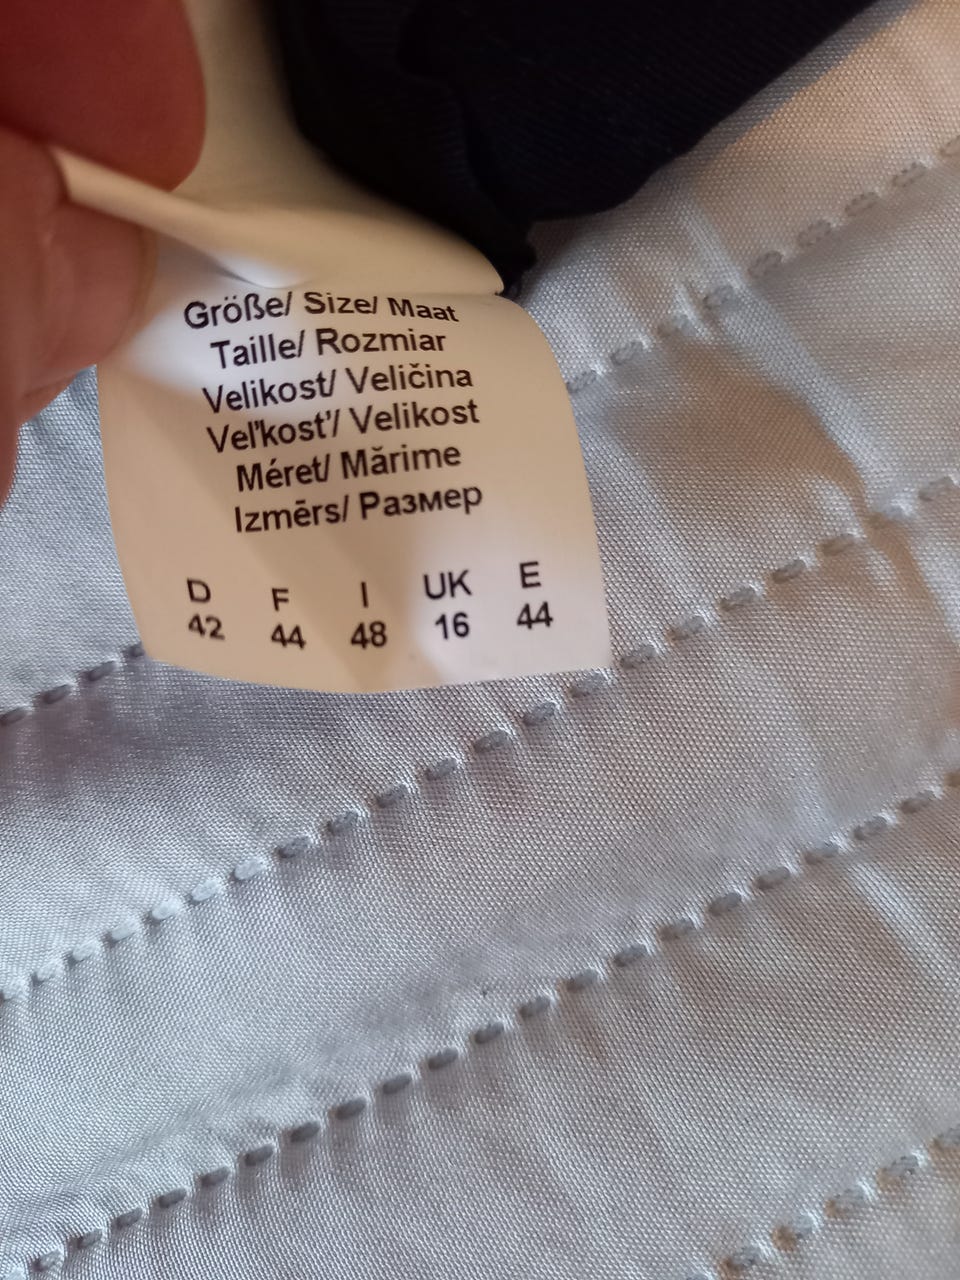 Größe/ Size/ Maat
Taille/ Rozmiar
Velikost/ Veličina
Veľkosť/ Velikost
Méret/ Mărime
Izmērs/ Размер
D F I UK E
42 44 48 16 44